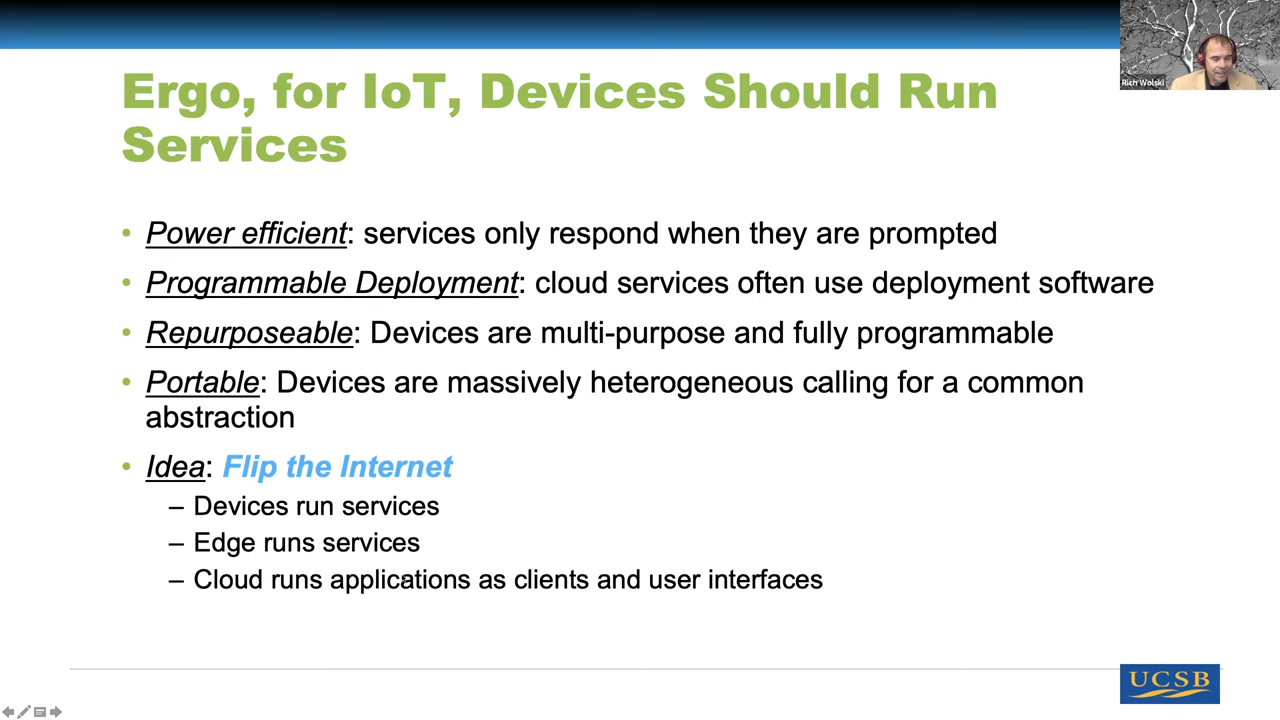 Rich Wolski
Ergo, for IoT, Devices Should Run
Services
• Power efficient: services only respond when they are prompted
• Programmable Deployment: cloud services often use deployment software
• Repurposeable: Devices are multi-purpose and fully programmable
• Portable: Devices are massively heterogeneous calling for a common
abstraction
• Idea: Flip the Internet
– Devices run services
– Edge runs services
– Cloud runs applications as clients and user interfaces
UCSB